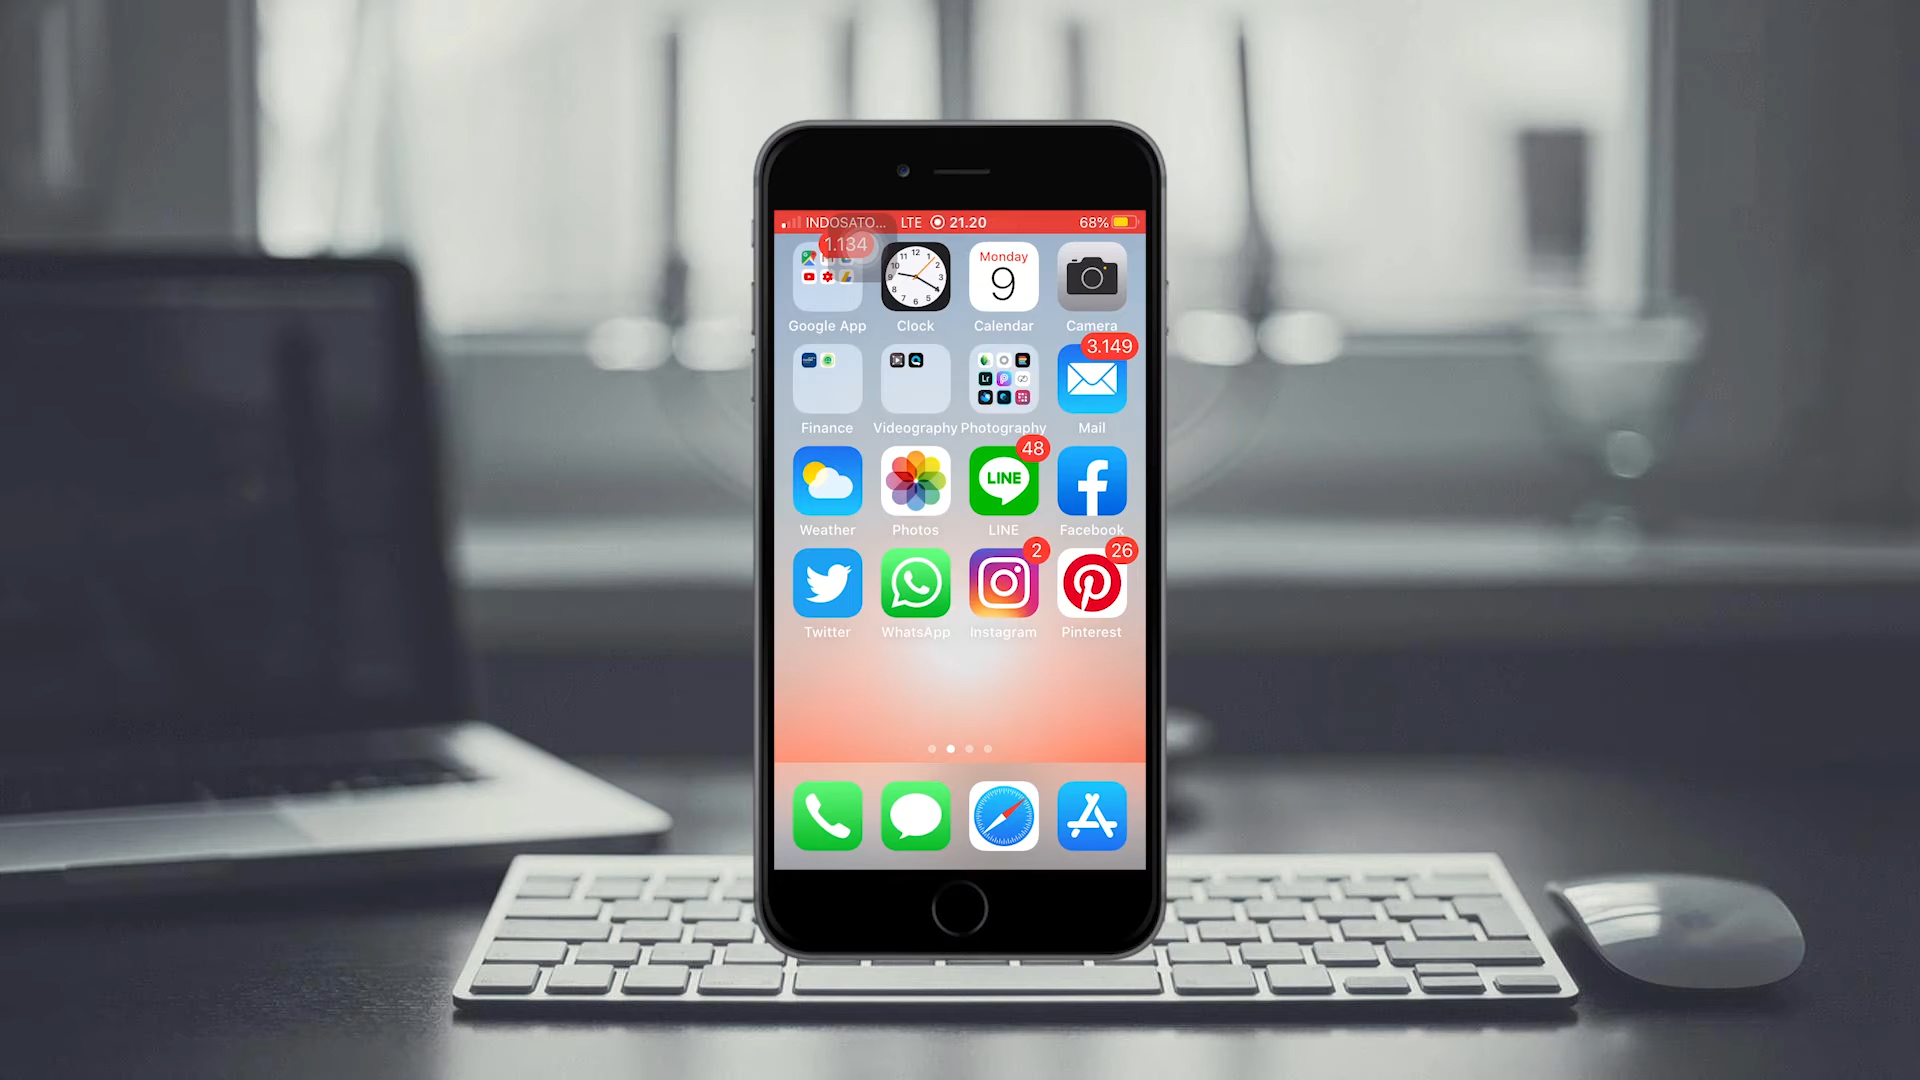 INDOSATO... LTE 21.20 68%
1.134
Monday
9
Google App Clock Calendar Camera
3.149
Finance Videography Photography Mail
48
LINE
Weather Photos LINE Facebook
2 26
Twitter WhatsApp Instagram Pinterest